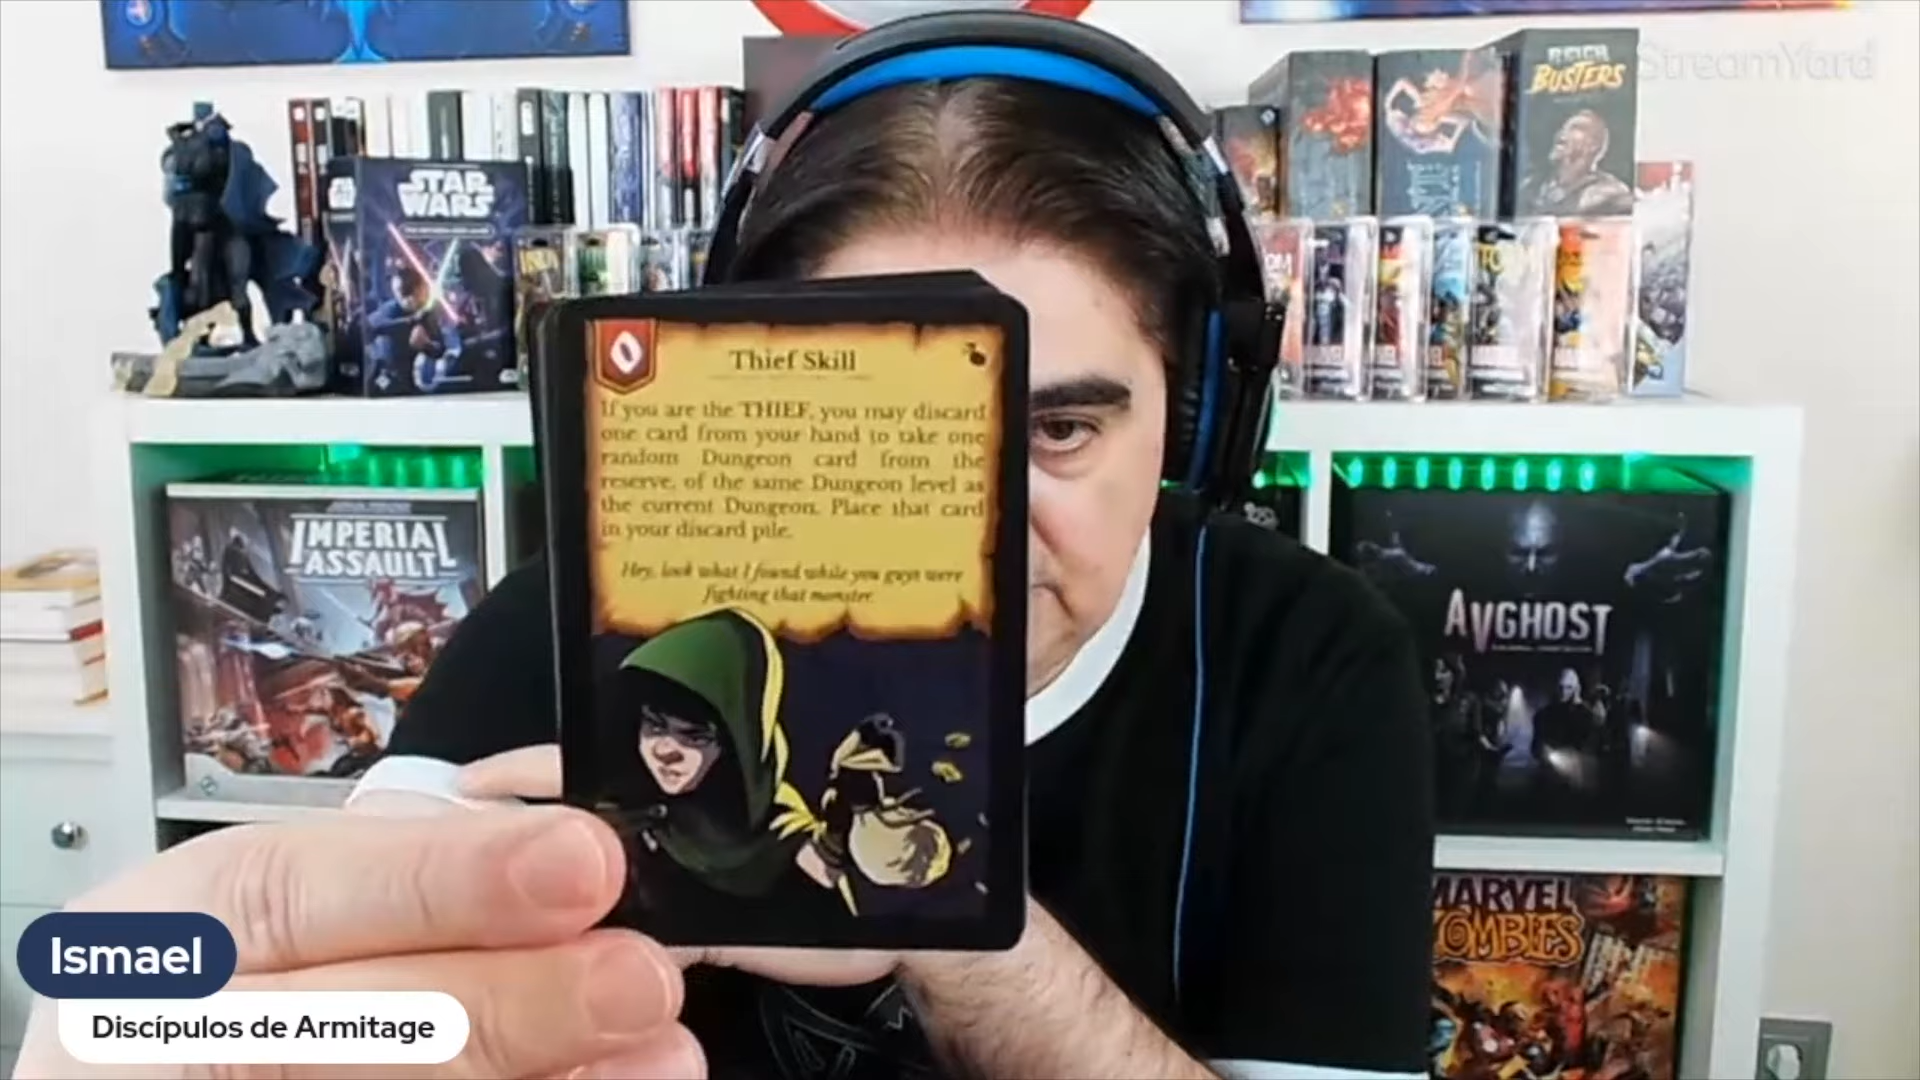 StreamYard
REICH
BUSTERS
STAR
WARS
Thief Skill
0
If you are the THIEF, you may discard
one card from your hand to take one
random Dungeon card from the
reserve, of the same Dungeon level as
the current Dungeon. Place that card
in your discard pile.
Hey, look what I found while you guys were
fighting that monster.
IMPERIAL
ASSAULT
AVGHOST
MARVEL
ZOMBIES
Ismael
Discípulos de Armitage